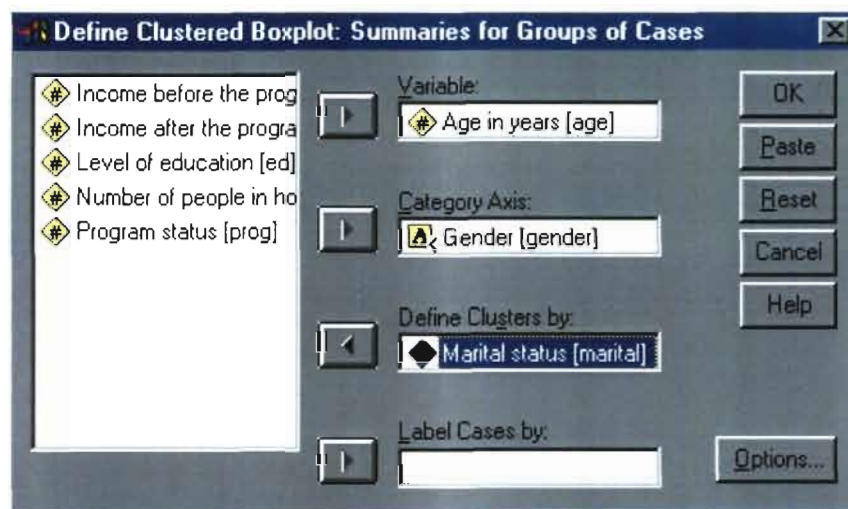 Define Clustered Boxplot: Summaries for Groups of Cases
Income before the prog
Income after the progra
Level of education [ed]
Number of people in ho
Program status [prog]
Variable:
Age in years [age]
Category Axis:
Gender [gender]
Define Clusters by:
Marital status [marital]
Label Cases by:
OK
Paste
Reset
Cancel
Help
Options...